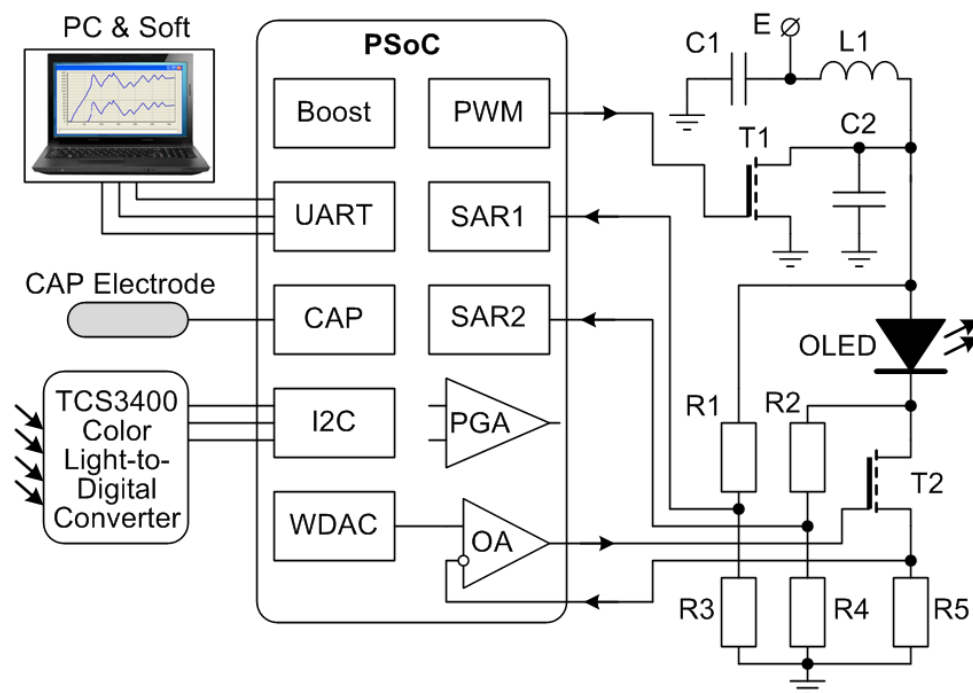 PC & Soft
PSoC
Boost
PWM
UART
SAR1
CAP Electrode
CAP
SAR2
TCS3400
Color
Light-to-
Digital
Converter
I2C
PGA
WDAC
OA
E
C1
L1
C2
T1
OLED
R1
R2
T2
R3
R4
R5